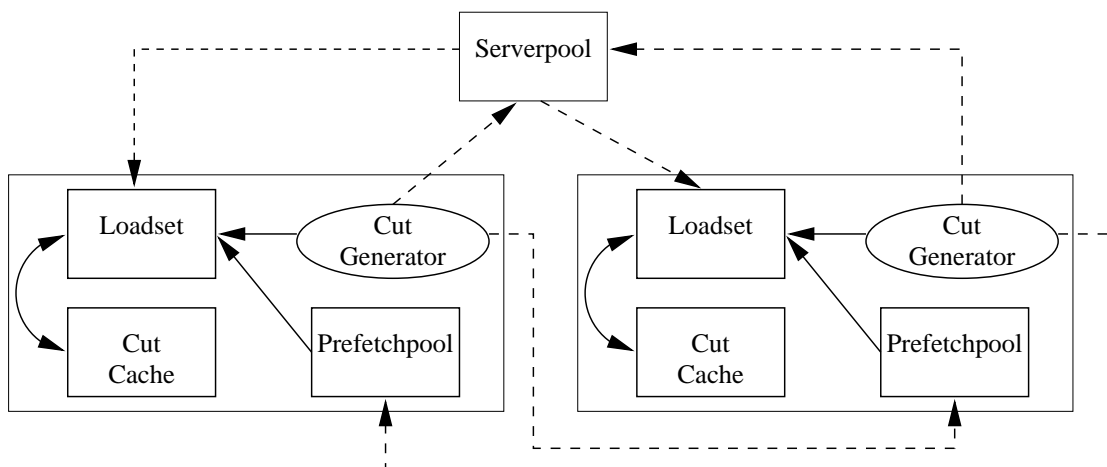 Serverpool
Loadset
Cut
Generator
Cut
Cache
Prefetchpool
Loadset
Cut
Generator
Cut
Cache
Prefetchpool